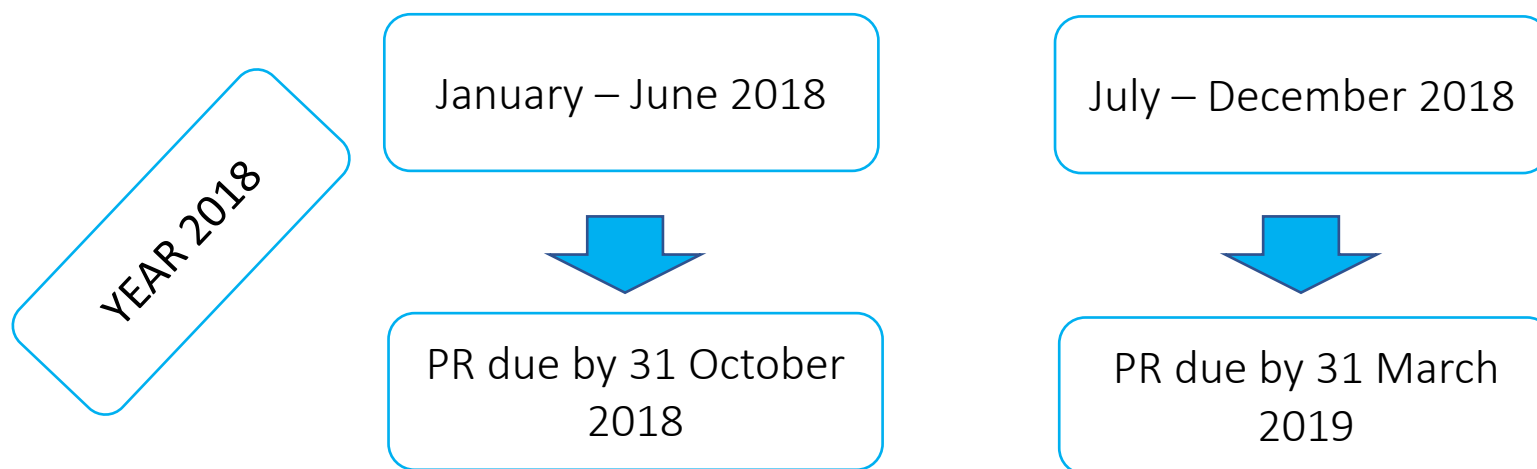 YEAR 2018
January – June 2018
July – December 2018
PR due by 31 October
2018
PR due by 31 March
2019